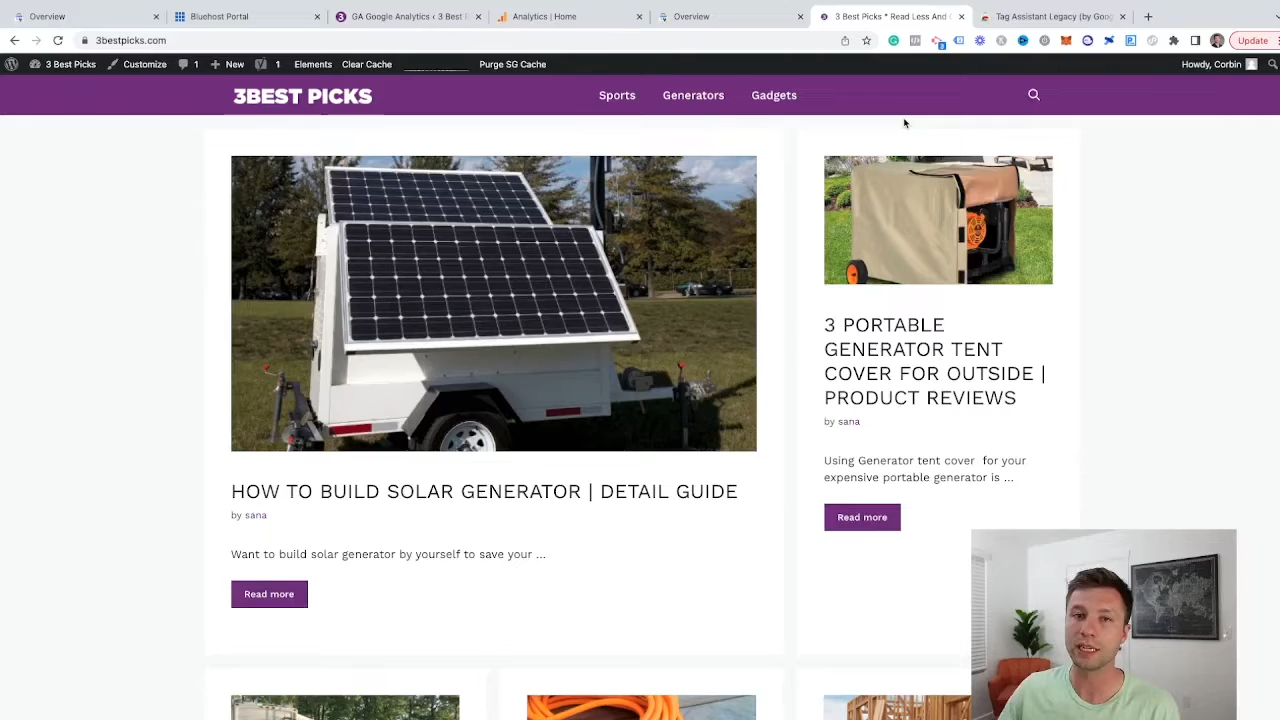 Overview
Bluehost Portal
GA Google Analytics ‹ 3 Best
Analytics | Home
Overview
3 Best Picks * Read Less And
Tag Assistant Legacy (by Goo
3bestpicks.com
Update
3 Best Picks
Customize
1
New
Elements
Clear Cache
Purge SG Cache
Howdy, Corbin
3BEST PICKS
Sports
Generators
Gadgets
HOW TO BUILD SOLAR GENERATOR | DETAIL GUIDE
by sana
Want to build solar generator by yourself to save your ...
Read more
3 PORTABLE
GENERATOR TENT
COVER FOR OUTSIDE |
PRODUCT REVIEWS
by sana
Using Generator tent cover for your
expensive portable generator is ...
Read more